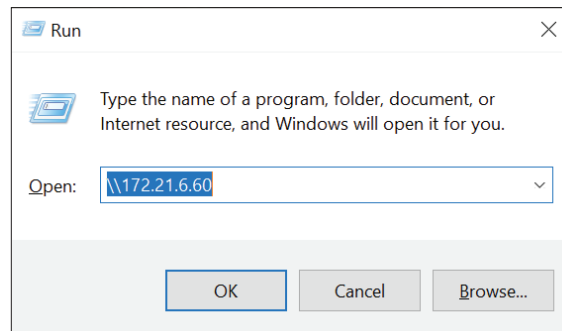 Run
Type the name of a program, folder, document, or
Internet resource, and Windows will open it for you.
Open: \\172.21.6.60
OK Cancel Browse...